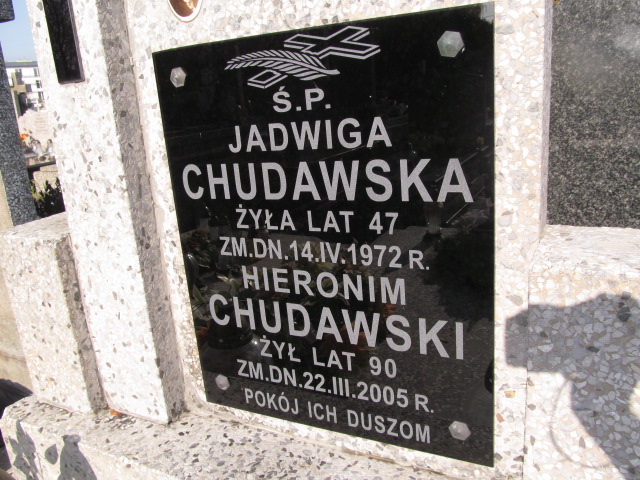 Ś.P.
JADWIGA
CHUDAWSKA
ŻYŁA LAT 47
ZM.DN.14.IV.1972 R.
HIERONIM
CHUDAWSKI
ŻYŁ LAT 90
ZM.DN.22.III.2005 R.
POKÓJ ICH DUSZOM